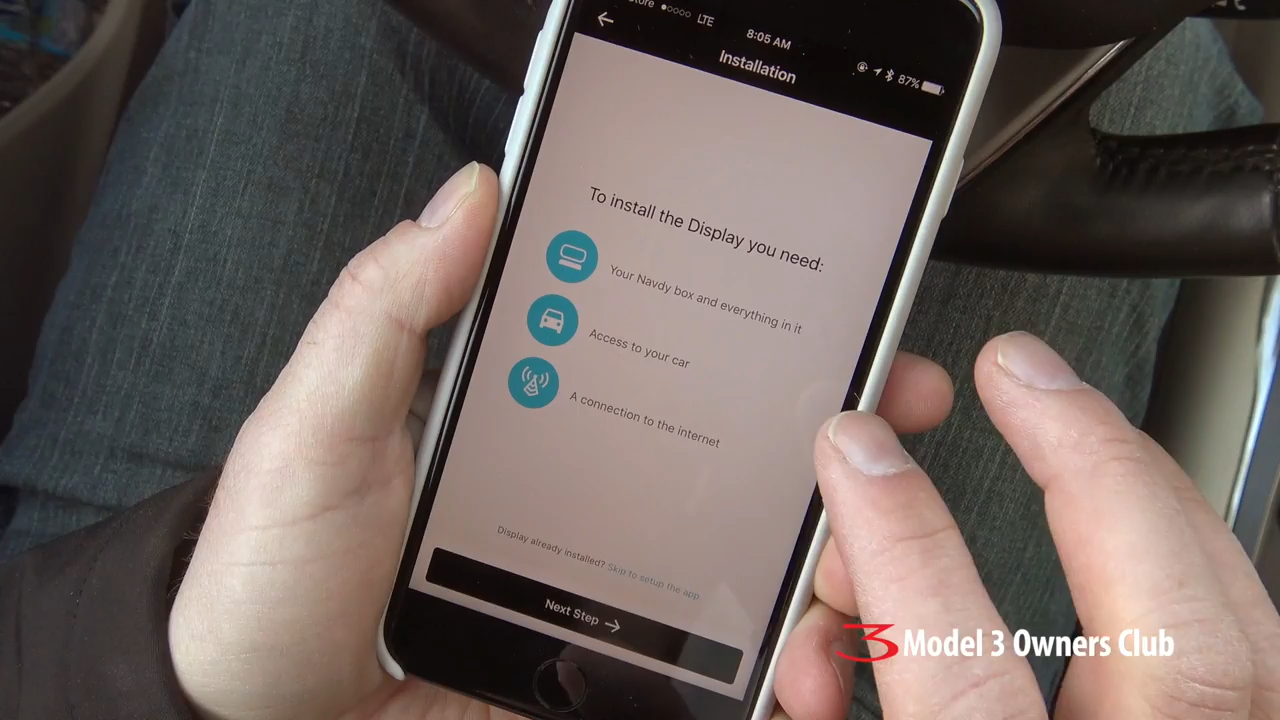 LTE
8:05 AM
87%
Installation
To install the Display you need:
Your Navdy box and everything in it
Access to your car
A connection to the internet
Display already installed? Skip to setup the app
Next Step →
3 Model 3 Owners Club